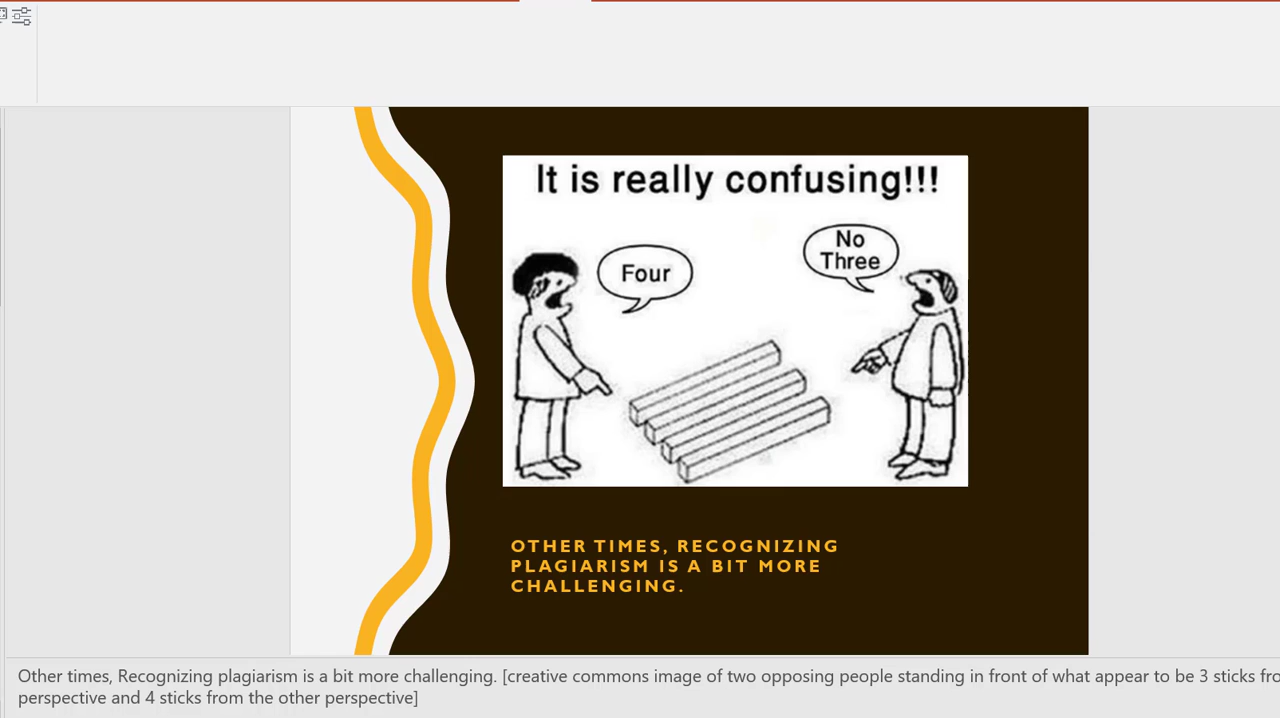 It is really confusing!!!
Four
No
Three
OTHER TIMES, RECOGNIZING
PLAGIARISM IS A BIT MORE
CHALLENGING.
Other times, Recognizing plagiarism is a bit more challenging. [creative commons image of two opposing people standing in front of what appear to be 3 sticks
perspective and 4 sticks from the other perspective]